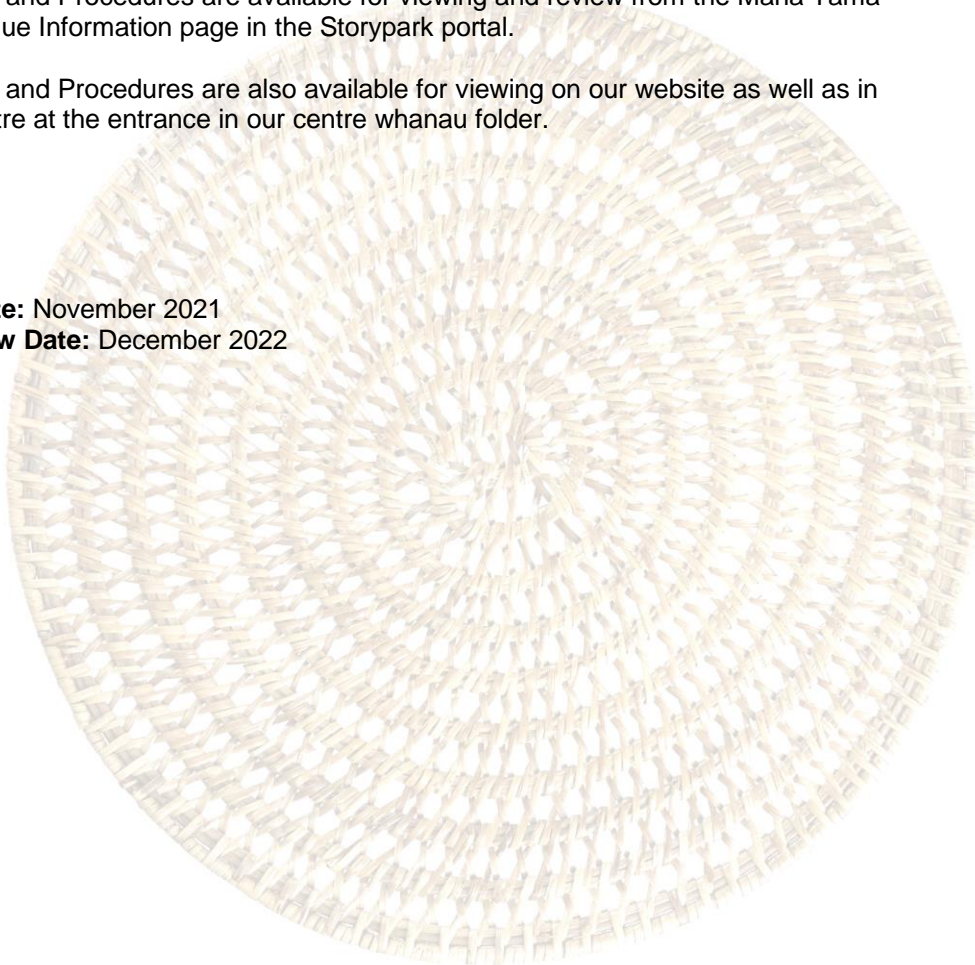 and Procedures are available for viewing and review from the Mana Tama
ue Information page in the Storypark portal.
and Procedures are also available for viewing on our website as well as in
tre at the entrance in our centre whanau folder.
te: November 2021
w Date: December 2022